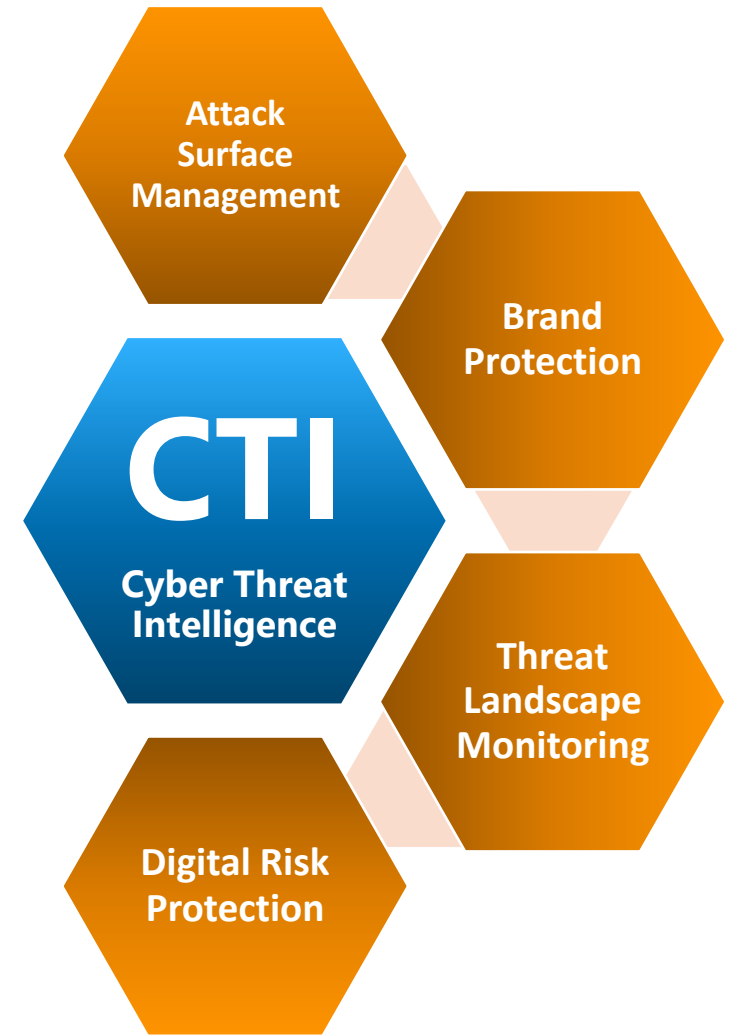 Attack
Surface
Management
Brand
Protection
CTI
Cyber Threat
Intelligence
Threat
Landscape
Monitoring
Digital Risk
Protection